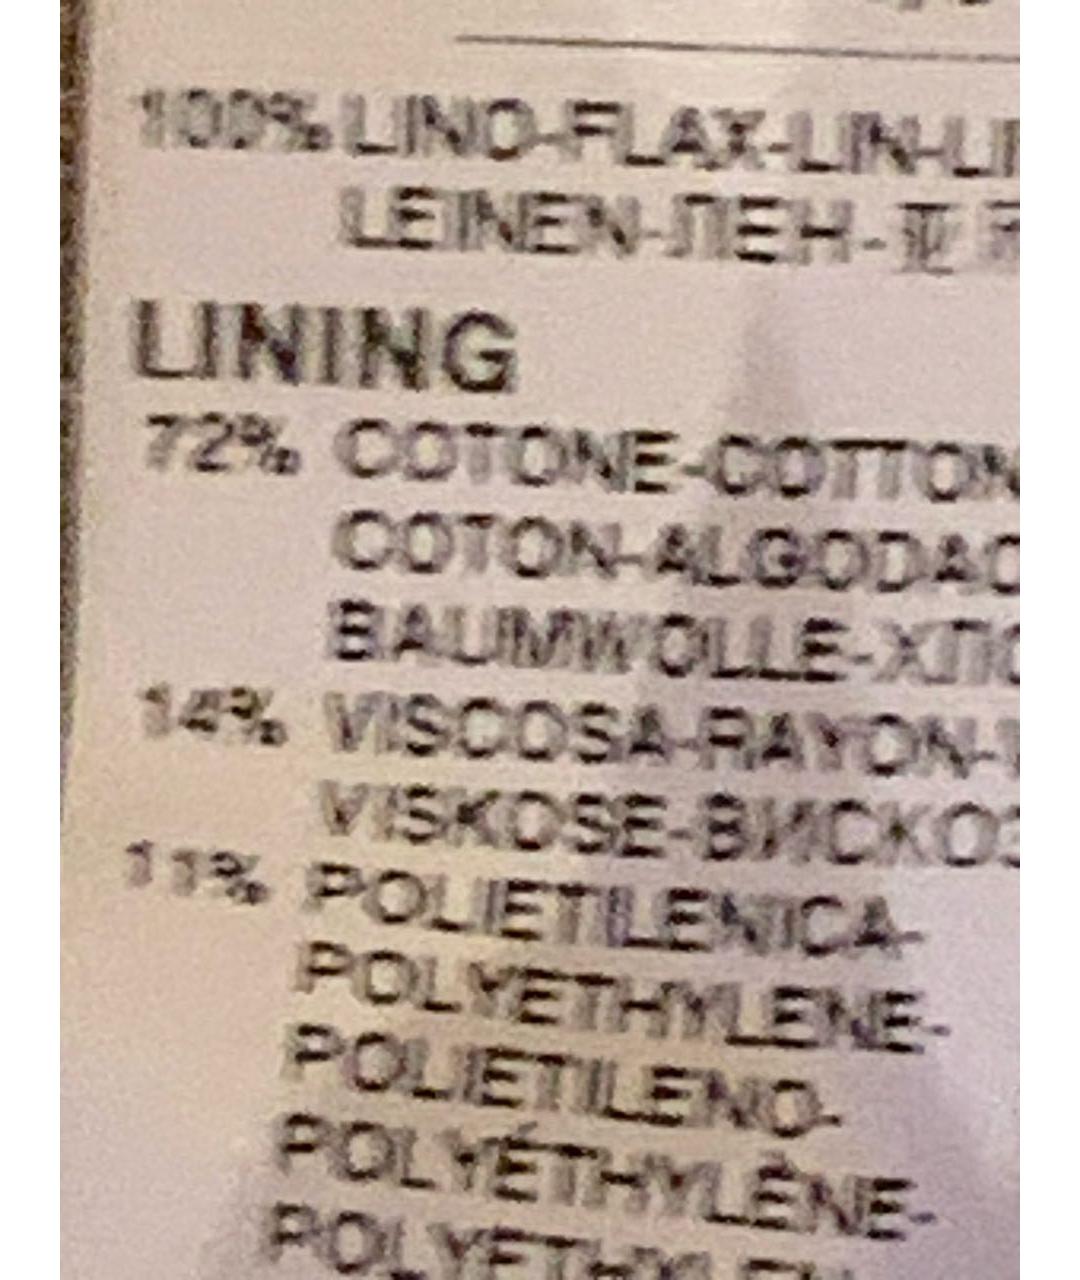 100% LINO-FLAX-LIN-
LEINEN-ЛЕН-亚
LINING
72% COTONE-COTTON
COTON-ALGODAO
BAUMWOLLE-
14% VISCOSA-RAYON-
VISKOSE-
11% POLIETILENICA-
POLYETHYLENE-
POLIETILENO-
POLYÉTHYLÈNE-